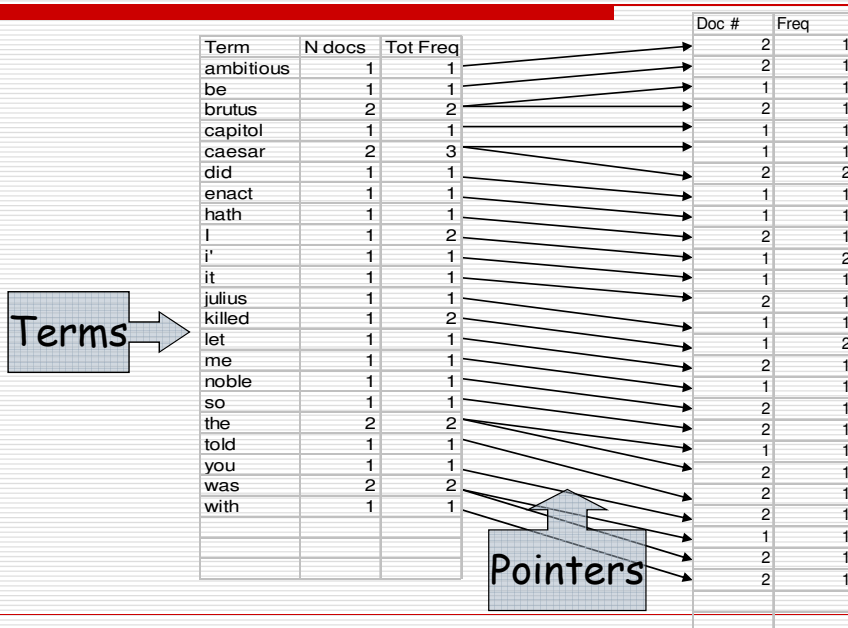 Term N docs Tot Freq
ambitious 1 1
be 1 1
brutus 2 2
capitol 1 1
caesar 2 3
did 1 1
enact 1 1
hath 1 1
I 1 2
i' 1 1
it 1 1
julius 1 1
killed 1 2
let 1 1
me 1 1
noble 1 1
so 1 1
the 2 2
told 1 1
you 1 1
was 2 2
with 1 1
Terms
Pointers
Doc # Freq
2 1
2 1
1 1
2 1
1 1
1 1
2 2
1 1
1 1
2 1
1 2
1 1
2 1
1 1
1 2
2 1
1 1
2 1
2 1
1 1
2 1
2 1
2 1
1 1
2 1
2 1